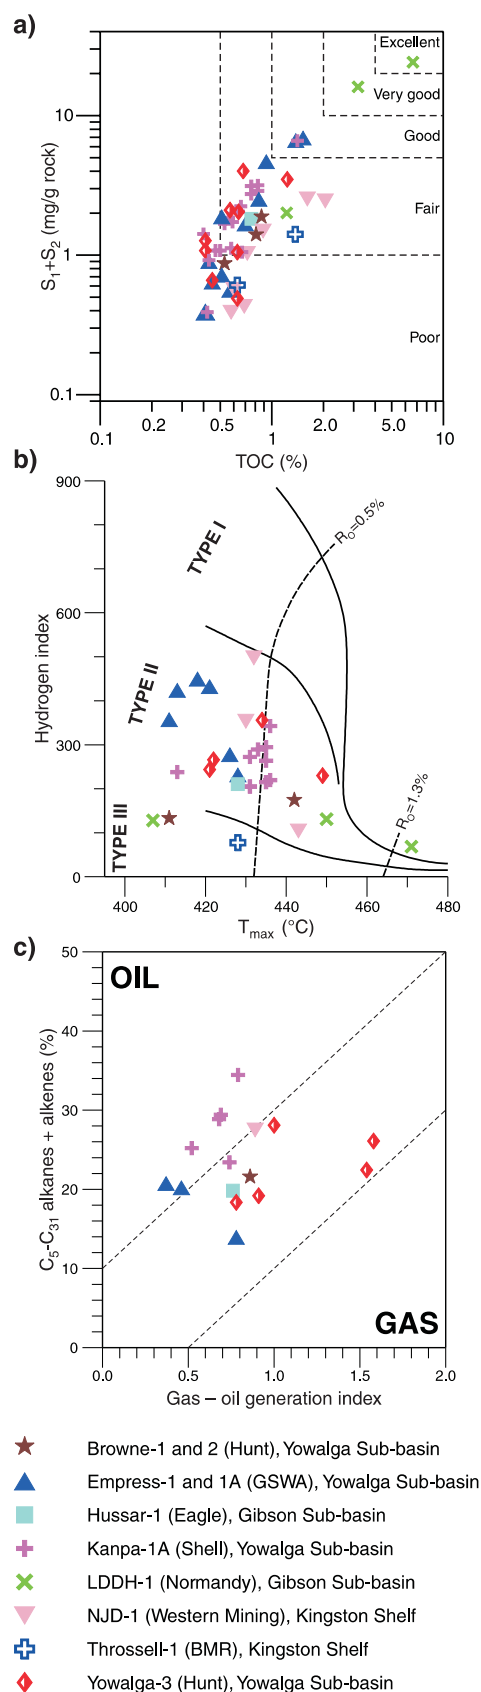 a)
Excellent
Very good
Good
Fair
Poor
10
1
0.1
S1+S2 (mg/g rock)
0.1 0.2 0.5 1 2.0 5.0 10
TOC (%)
b)
900
600
300
0
Hydrogen index
TYPE I
TYPE II
TYPE III
RO=0.5%
RO=1.3%
400 420 440 460 480
Tmax (°C)
c)
50
40
30
20
10
0
C5-C31 alkanes + alkenes (%)
OIL
GAS
0.0 0.5 1.0 1.5 2.0
Gas – oil generation index
Browne-1 and 2 (Hunt), Yowalga Sub-basin
Empress-1 and 1A (GSWA), Yowalga Sub-basin
Hussar-1 (Eagle), Gibson Sub-basin
Kanpa-1A (Shell), Yowalga Sub-basin
LDDH-1 (Normandy), Gibson Sub-basin
NJD-1 (Western Mining), Kingston Shelf
Throssell-1 (BMR), Kingston Shelf
Yowalga-3 (Hunt), Yowalga Sub-basin